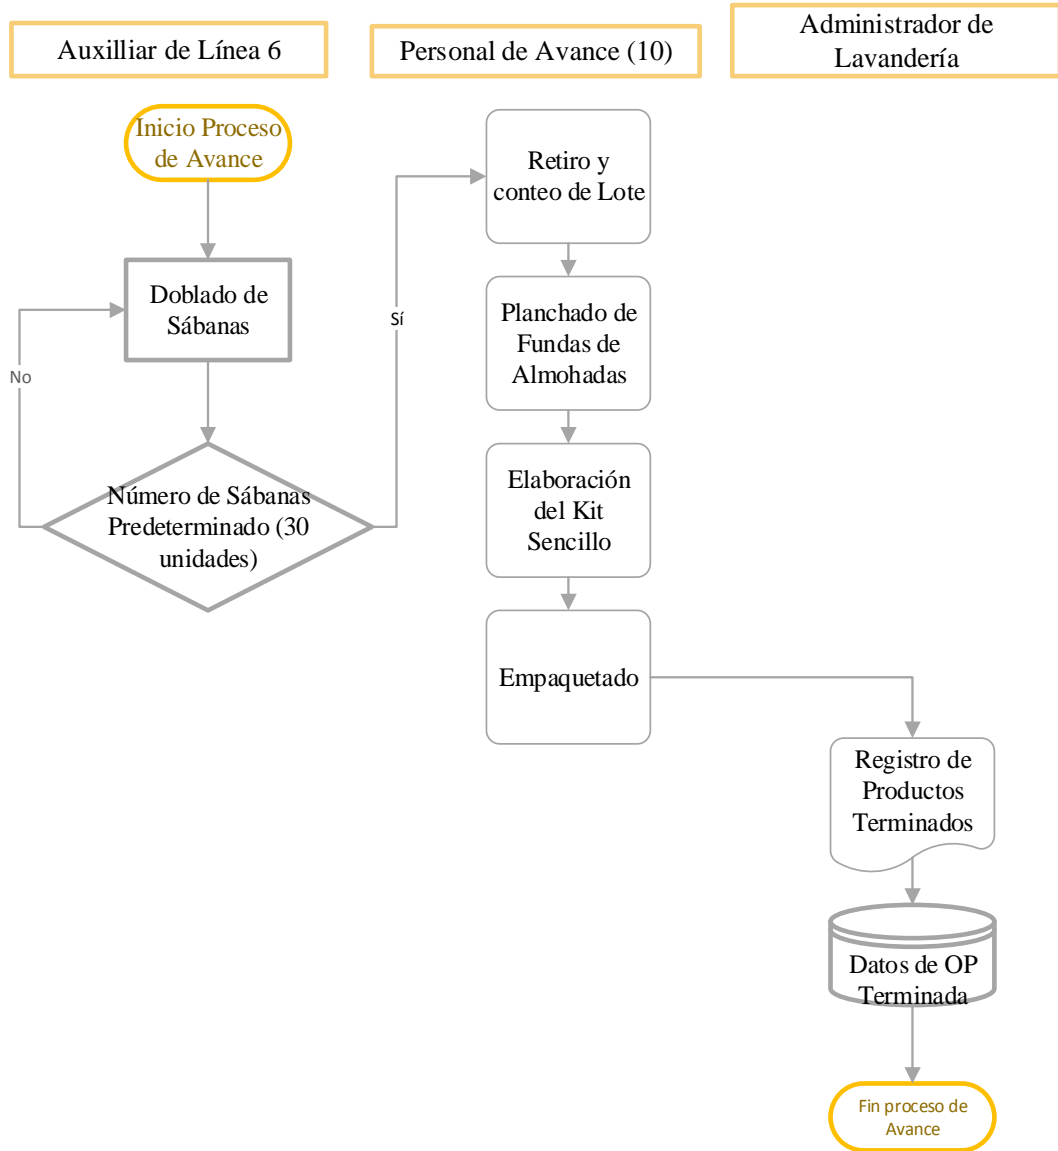 Auxilliar de Línea 6
Personal de Avance (10)
Administrador de
Lavandería
Inicio Proceso
de Avance
Doblado de
Sábanas
No
Número de Sábanas
Predeterminado (30
unidades)
Sí
Retiro y
conteo de Lote
Planchado de
Fundas de
Almohadas
Elaboración
del Kit
Sencillo
Empaquetado
Registro de
Productos
Terminados
Datos de OP
Terminada
Fin proceso de
Avance